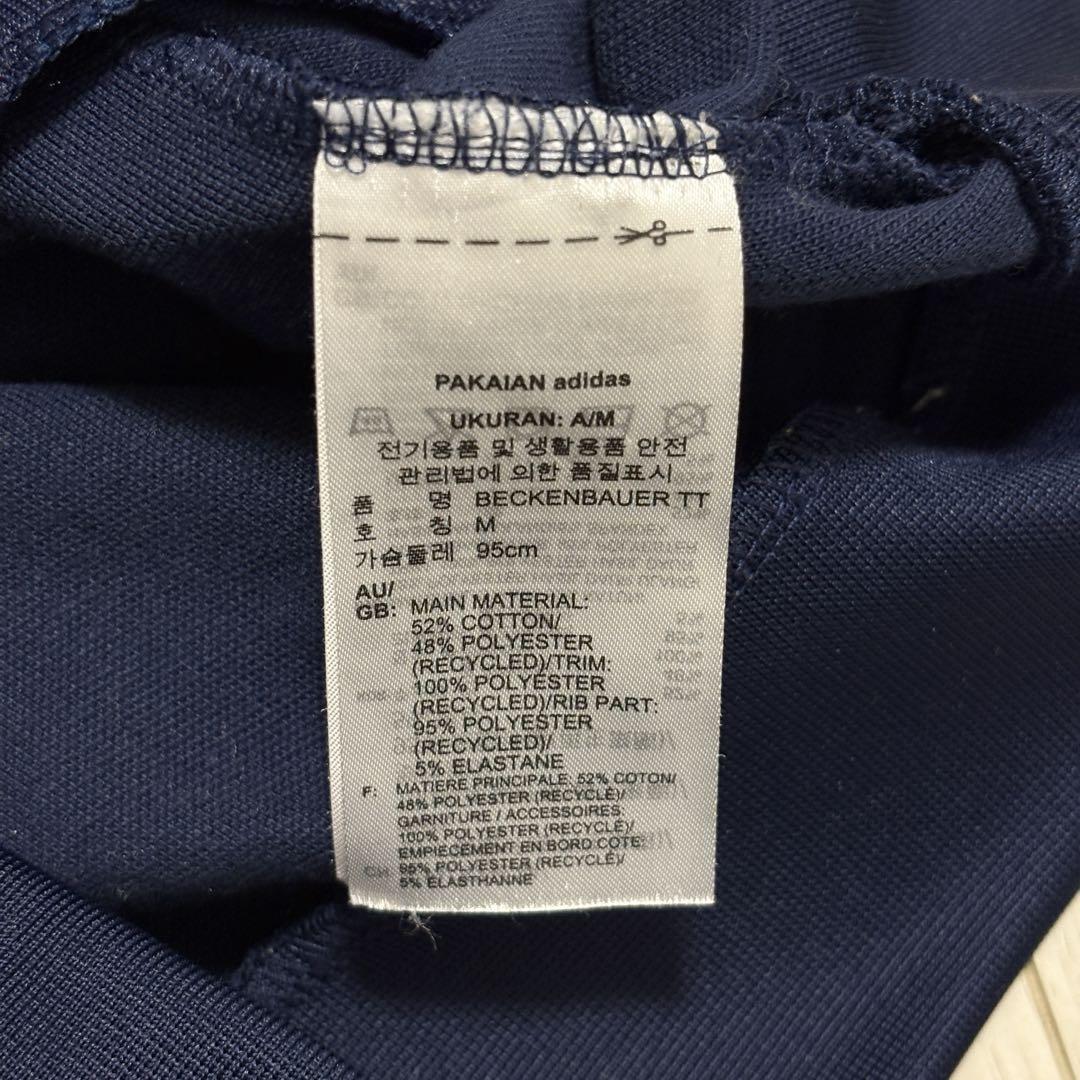 PAKAIAN adidas
UKURAN: A/M
전기용품 및 생활용품 안전
관리법에 의한 품질표시
품 명 BECKENBAUER TT
호 칭 M
가슴둘레 95cm
AU/
GB: MAIN MATERIAL:
52% COTTON/
48% POLYESTER
(RECYCLED)/TRIM:
100% POLYESTER
(RECYCLED)/RIB PART:
95% POLYESTER
(RECYCLED)/
5% ELASTANE
F: MATIERE PRINCIPALE: 52% COTON/
48% POLYESTER (RECYCLÉ)/
GARNITURE / ACCESSOIRES:
100% POLYESTER (RECYCLÉ)/
EMPIECEMENT EN BORD COTE:
95% POLYESTER (RECYCLÉ)/
5% ELASTHANNE